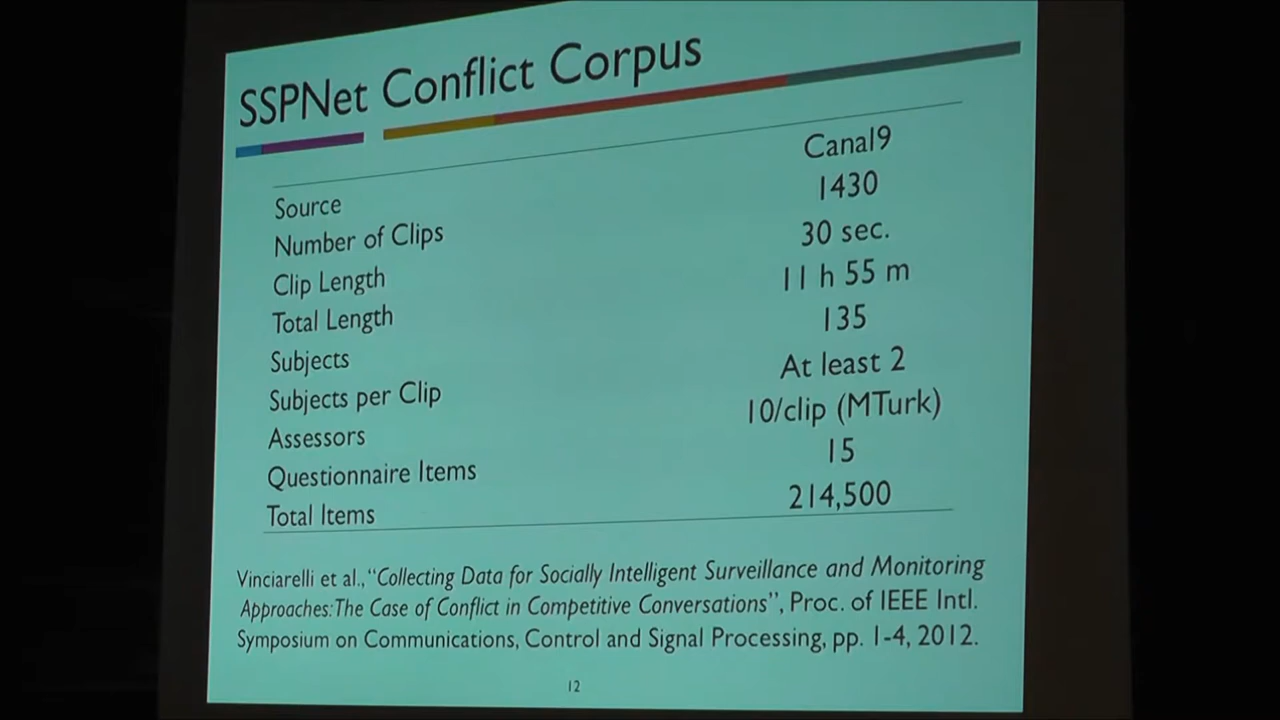 SSPNet Conflict Corpus
Source Canal9
Number of Clips 1430
Clip Length 30 sec.
Total Length 11 h 55 m
Subjects 135
Subjects per Clip At least 2
Assessors 10/clip (MTurk)
Questionnaire Items 15
Total Items 214,500
Vinciarelli et al., “Collecting Data for Socially Intelligent Surveillance and Monitoring
Approaches: The Case of Conflict in Competitive Conversations”, Proc. of IEEE Intl.
Symposium on Communications, Control and Signal Processing, pp. 1-4, 2012.
12